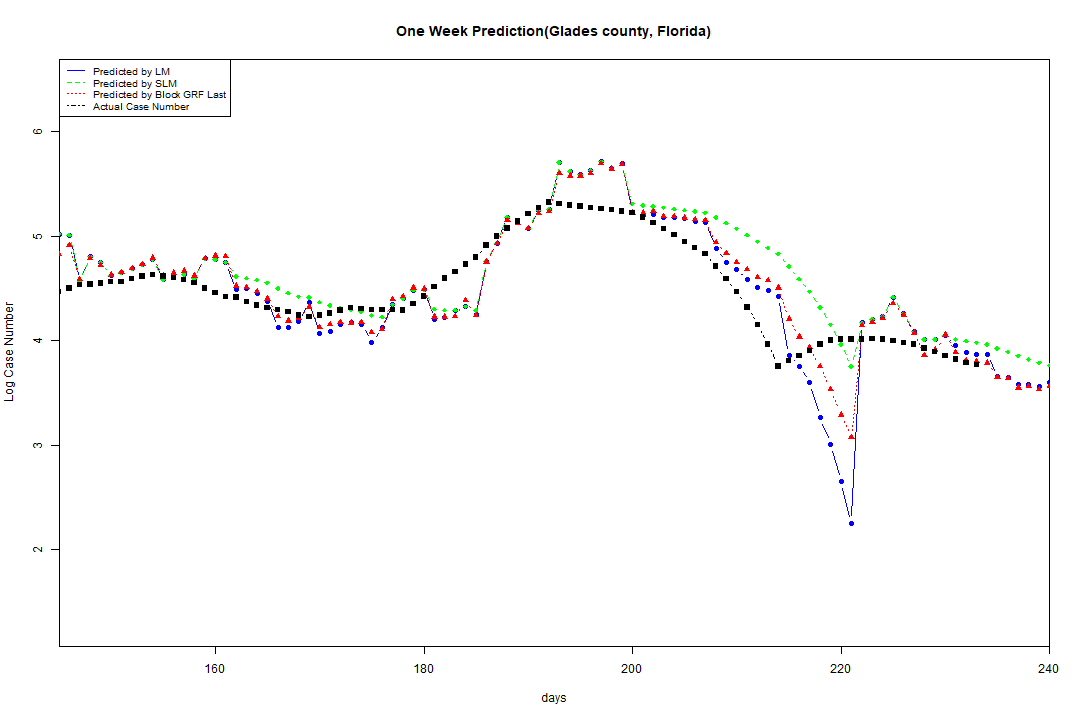 One Week Prediction(Glades county, Florida)
Predicted by LM
Predicted by SLM
Predicted by Block GRF Last
Actual Case Number
6
5
4
3
2
Log Case Number
160 180 200 220 240
days